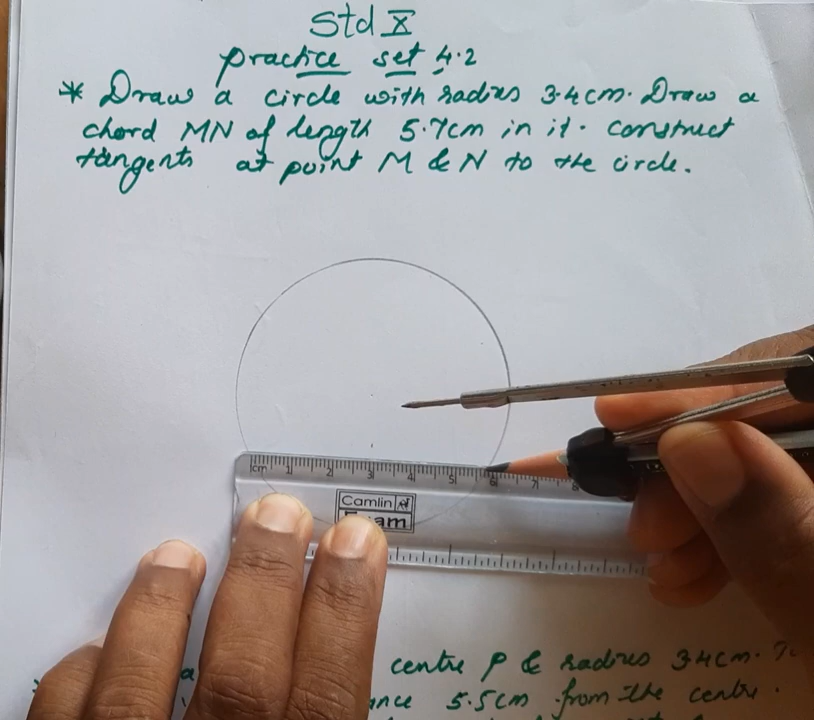 Std X
practice set 4.2
* Draw a circle with radius 3.4cm. Draw a
chord MN of length 5.7cm in it. construct
tangents at point M & N to the circle.
cm 1 2 3 4 5 6 7
Camlin
centre P & radius 3.4cm.
5.5cm from the centre.